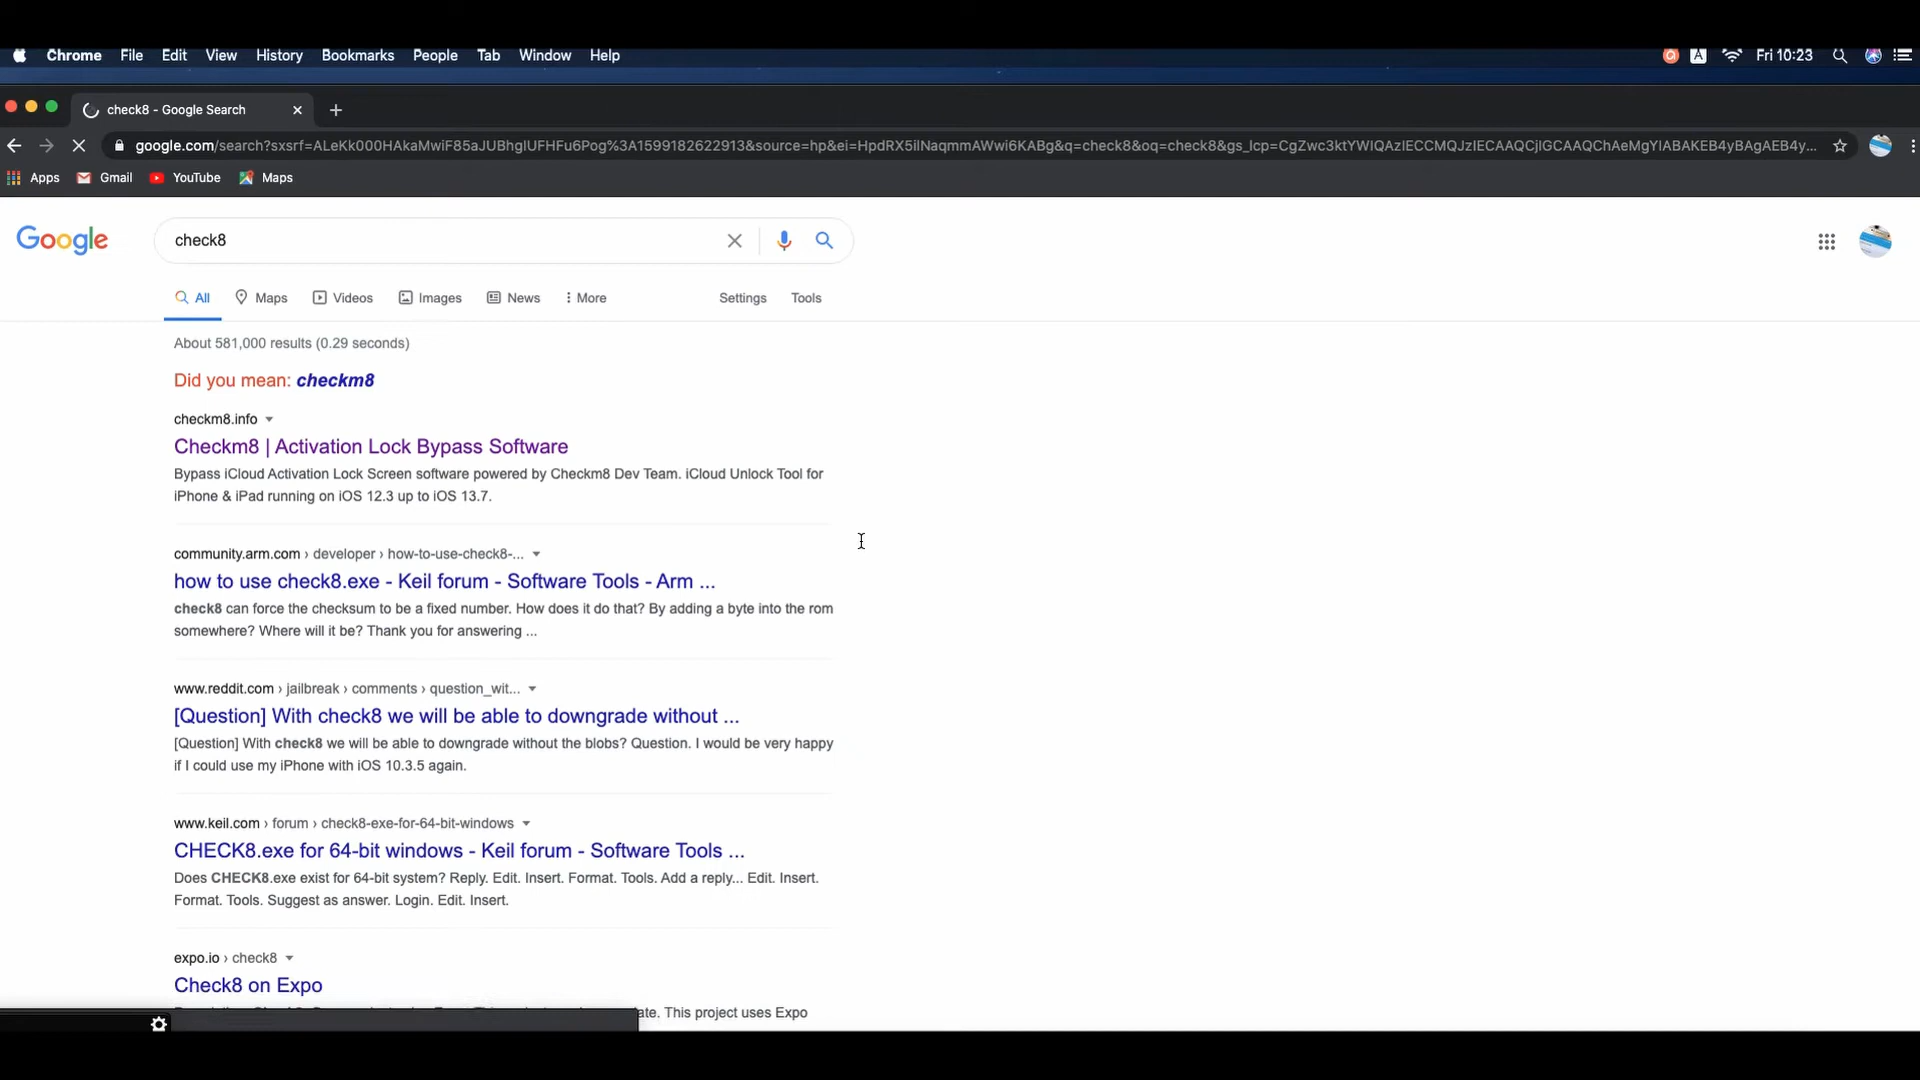 Chrome File Edit View History Bookmarks People Tab Window Help A Fri 10:23
check8 - Google Search
google.com/search?sxsrf=ALeKk000HAkaMwiF85aJUBhglUFHFu6Pog%3A1599182622913&source=hp&ei=HpdRX5ilNaqmmAWwi6KABg&q=check8&oq=check8&gs_lcp=CgZwc3ktYWIQAzIECCMQJzIECAAQCjIGCAAQChAeMgYIABAKEB4yBAgAEB4y...
Apps Gmail YouTube Maps
Google check8
All Maps Videos Images News More Settings Tools
About 581,000 results (0.29 seconds)
Did you mean: checkm8
checkm8.info
Checkm8 | Activation Lock Bypass Software
Bypass iCloud Activation Lock Screen software powered by Checkm8 Dev Team. iCloud Unlock Tool for
iPhone & iPad running on iOS 12.3 up to iOS 13.7.
community.arm.com › developer › how-to-use-check8-...
how to use check8.exe - Keil forum - Software Tools - Arm ...
check8 can force the checksum to be a fixed number. How does it do that? By adding a byte into the rom
somewhere? Where will it be? Thank you for answering ...
www.reddit.com › jailbreak › comments › question_wit...
[Question] With check8 we will be able to downgrade without ...
[Question] With check8 we will be able to downgrade without the blobs? Question. I would be very happy
if I could use my iPhone with iOS 10.3.5 again.
www.keil.com › forum › check8-exe-for-64-bit-windows
CHECK8.exe for 64-bit windows - Keil forum - Software Tools ...
Does CHECK8.exe exist for 64-bit system? Reply. Edit. Insert. Format. Tools. Add a reply... Edit. Insert.
Format. Tools. Suggest as answer. Login. Edit. Insert.
expo.io › check8
Check8 on Expo
This project uses Expo